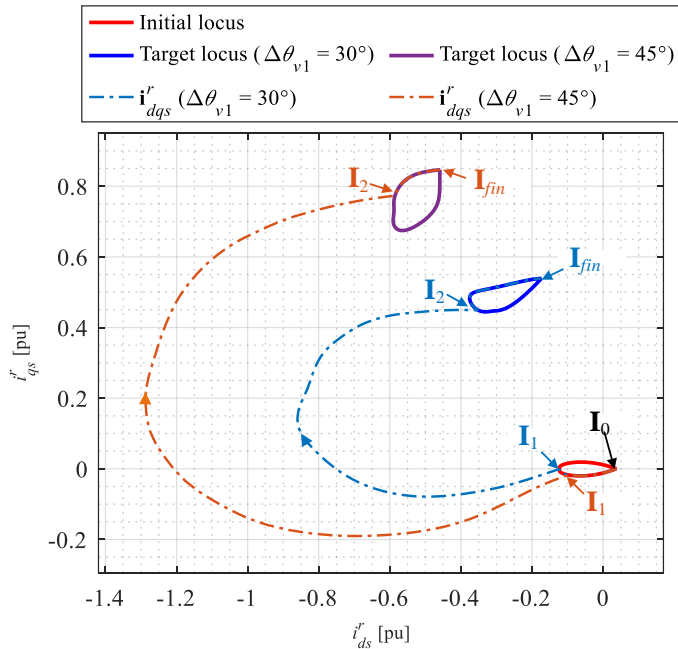 Initial locus
Target locus (Δθv1 = 30°) Target locus (Δθv1 = 45°)
i^r_dqs (Δθv1 = 30°) i^r_dqs (Δθv1 = 45°)
I2
Ifin
0.8
0.6
Ifin
I2
0.4
i^r_qs [pu]
0.2
I0
I1
0
I1
-0.2
-1.4 -1.2 -1 -0.8 -0.6 -0.4 -0.2 0
i^r_ds [pu]